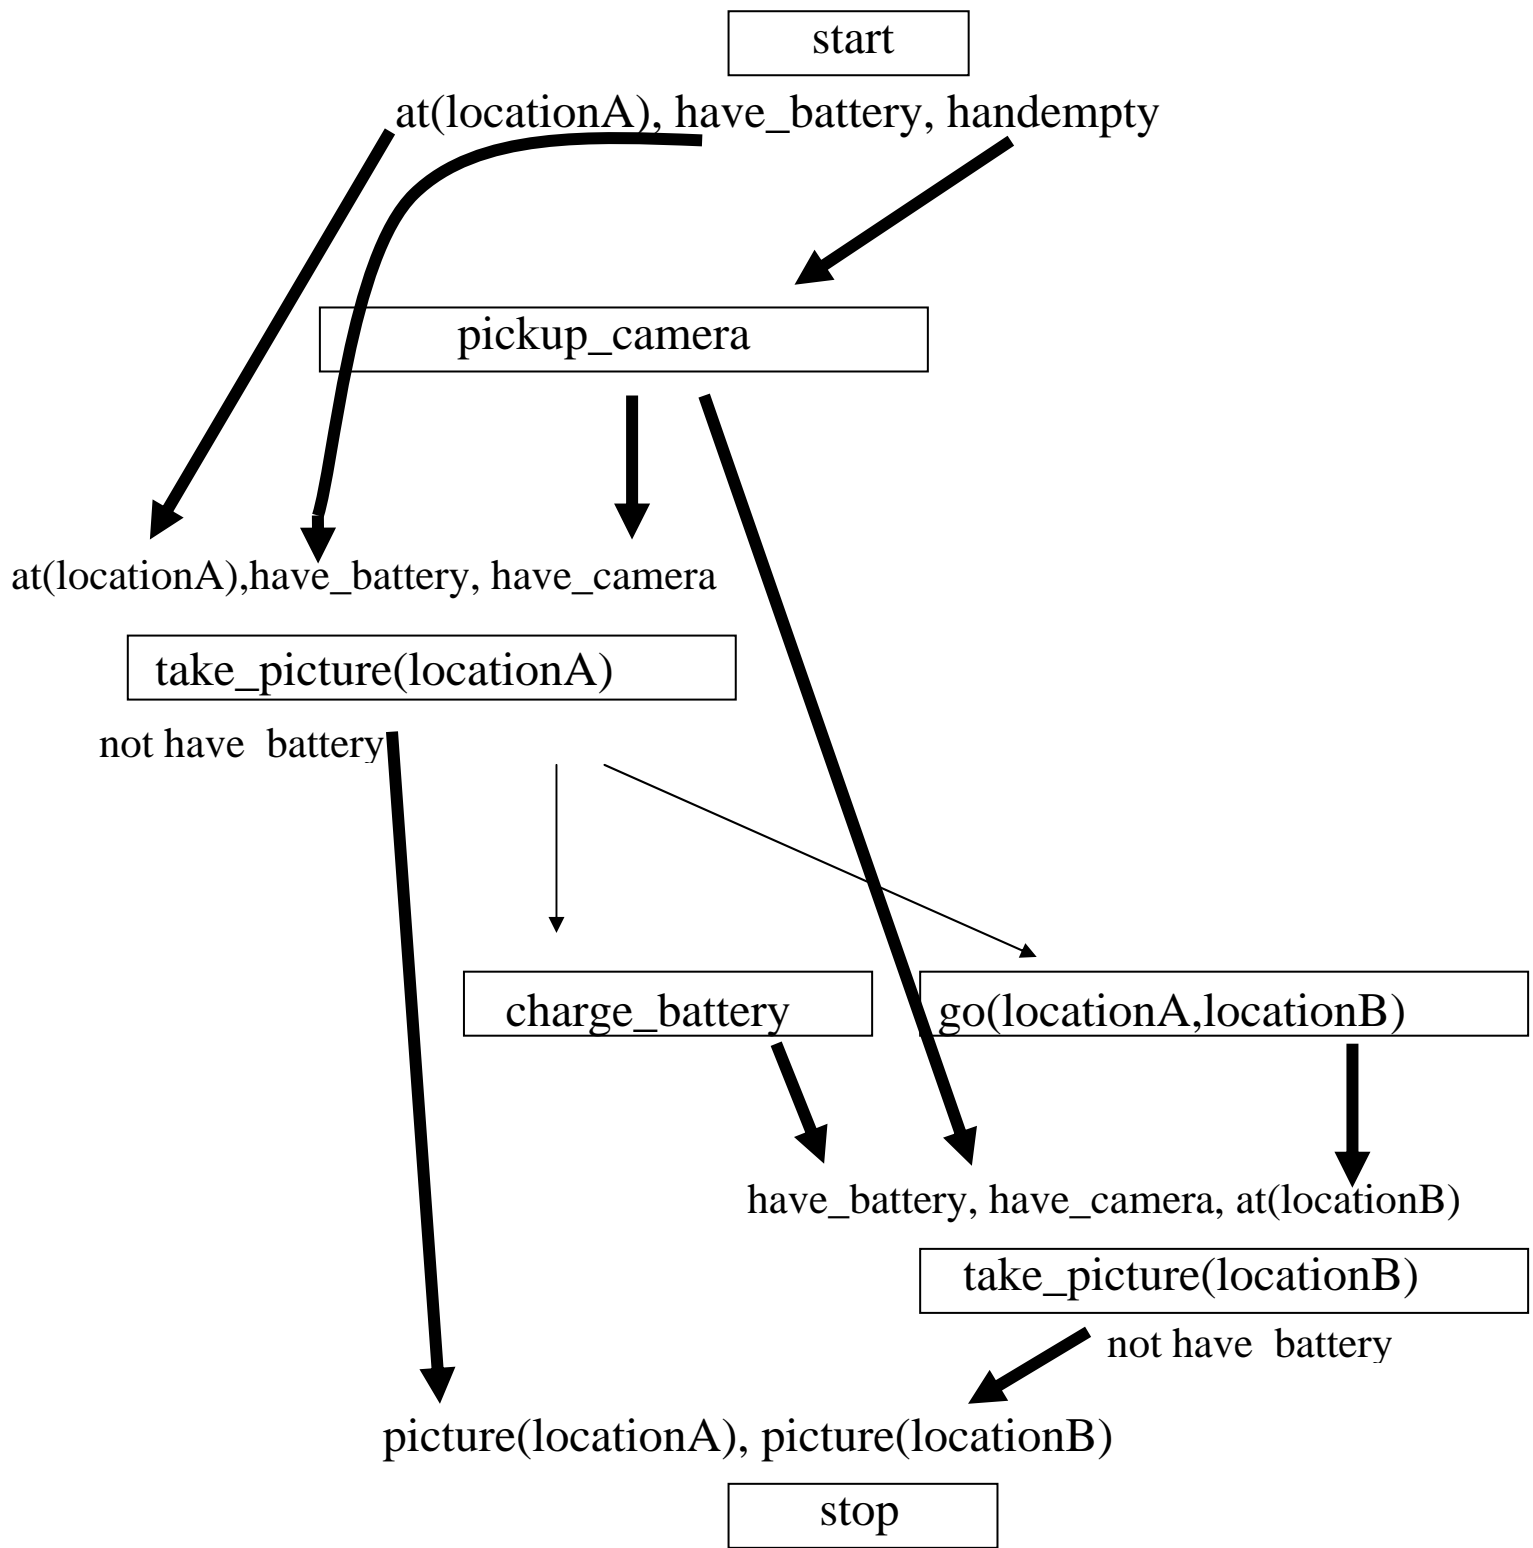 start
at(locationA), have_battery, handempty
pickup_camera
at(locationA),have_battery, have_camera
take_picture(locationA)
not have battery
charge_battery
go(locationA,locationB)
have_battery, have_camera, at(locationB)
take_picture(locationB)
not have battery
picture(locationA), picture(locationB)
stop